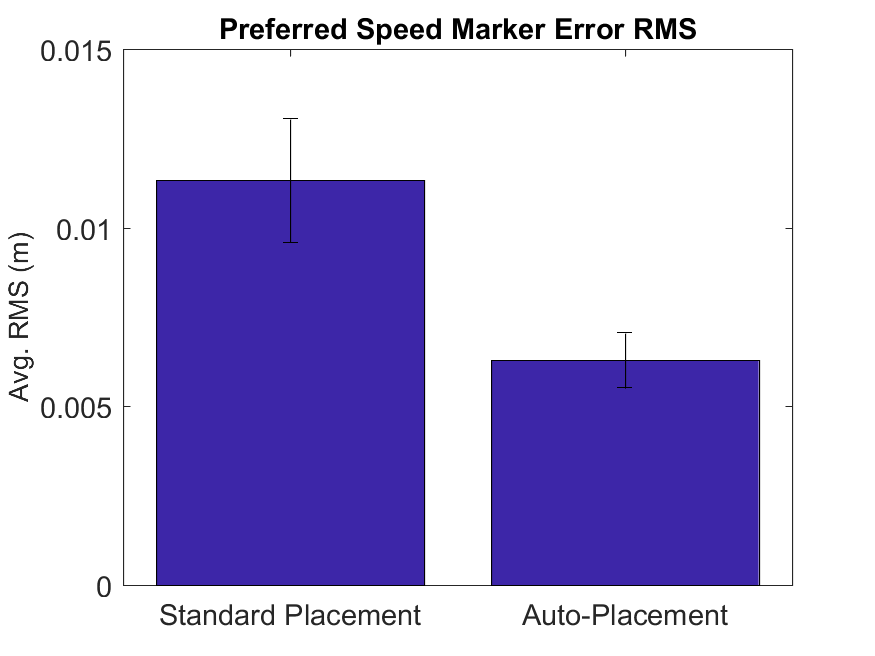 Preferred Speed Marker Error RMS
0.015
0.01
0.005
0
Avg. RMS (m)
Standard Placement
Auto-Placement